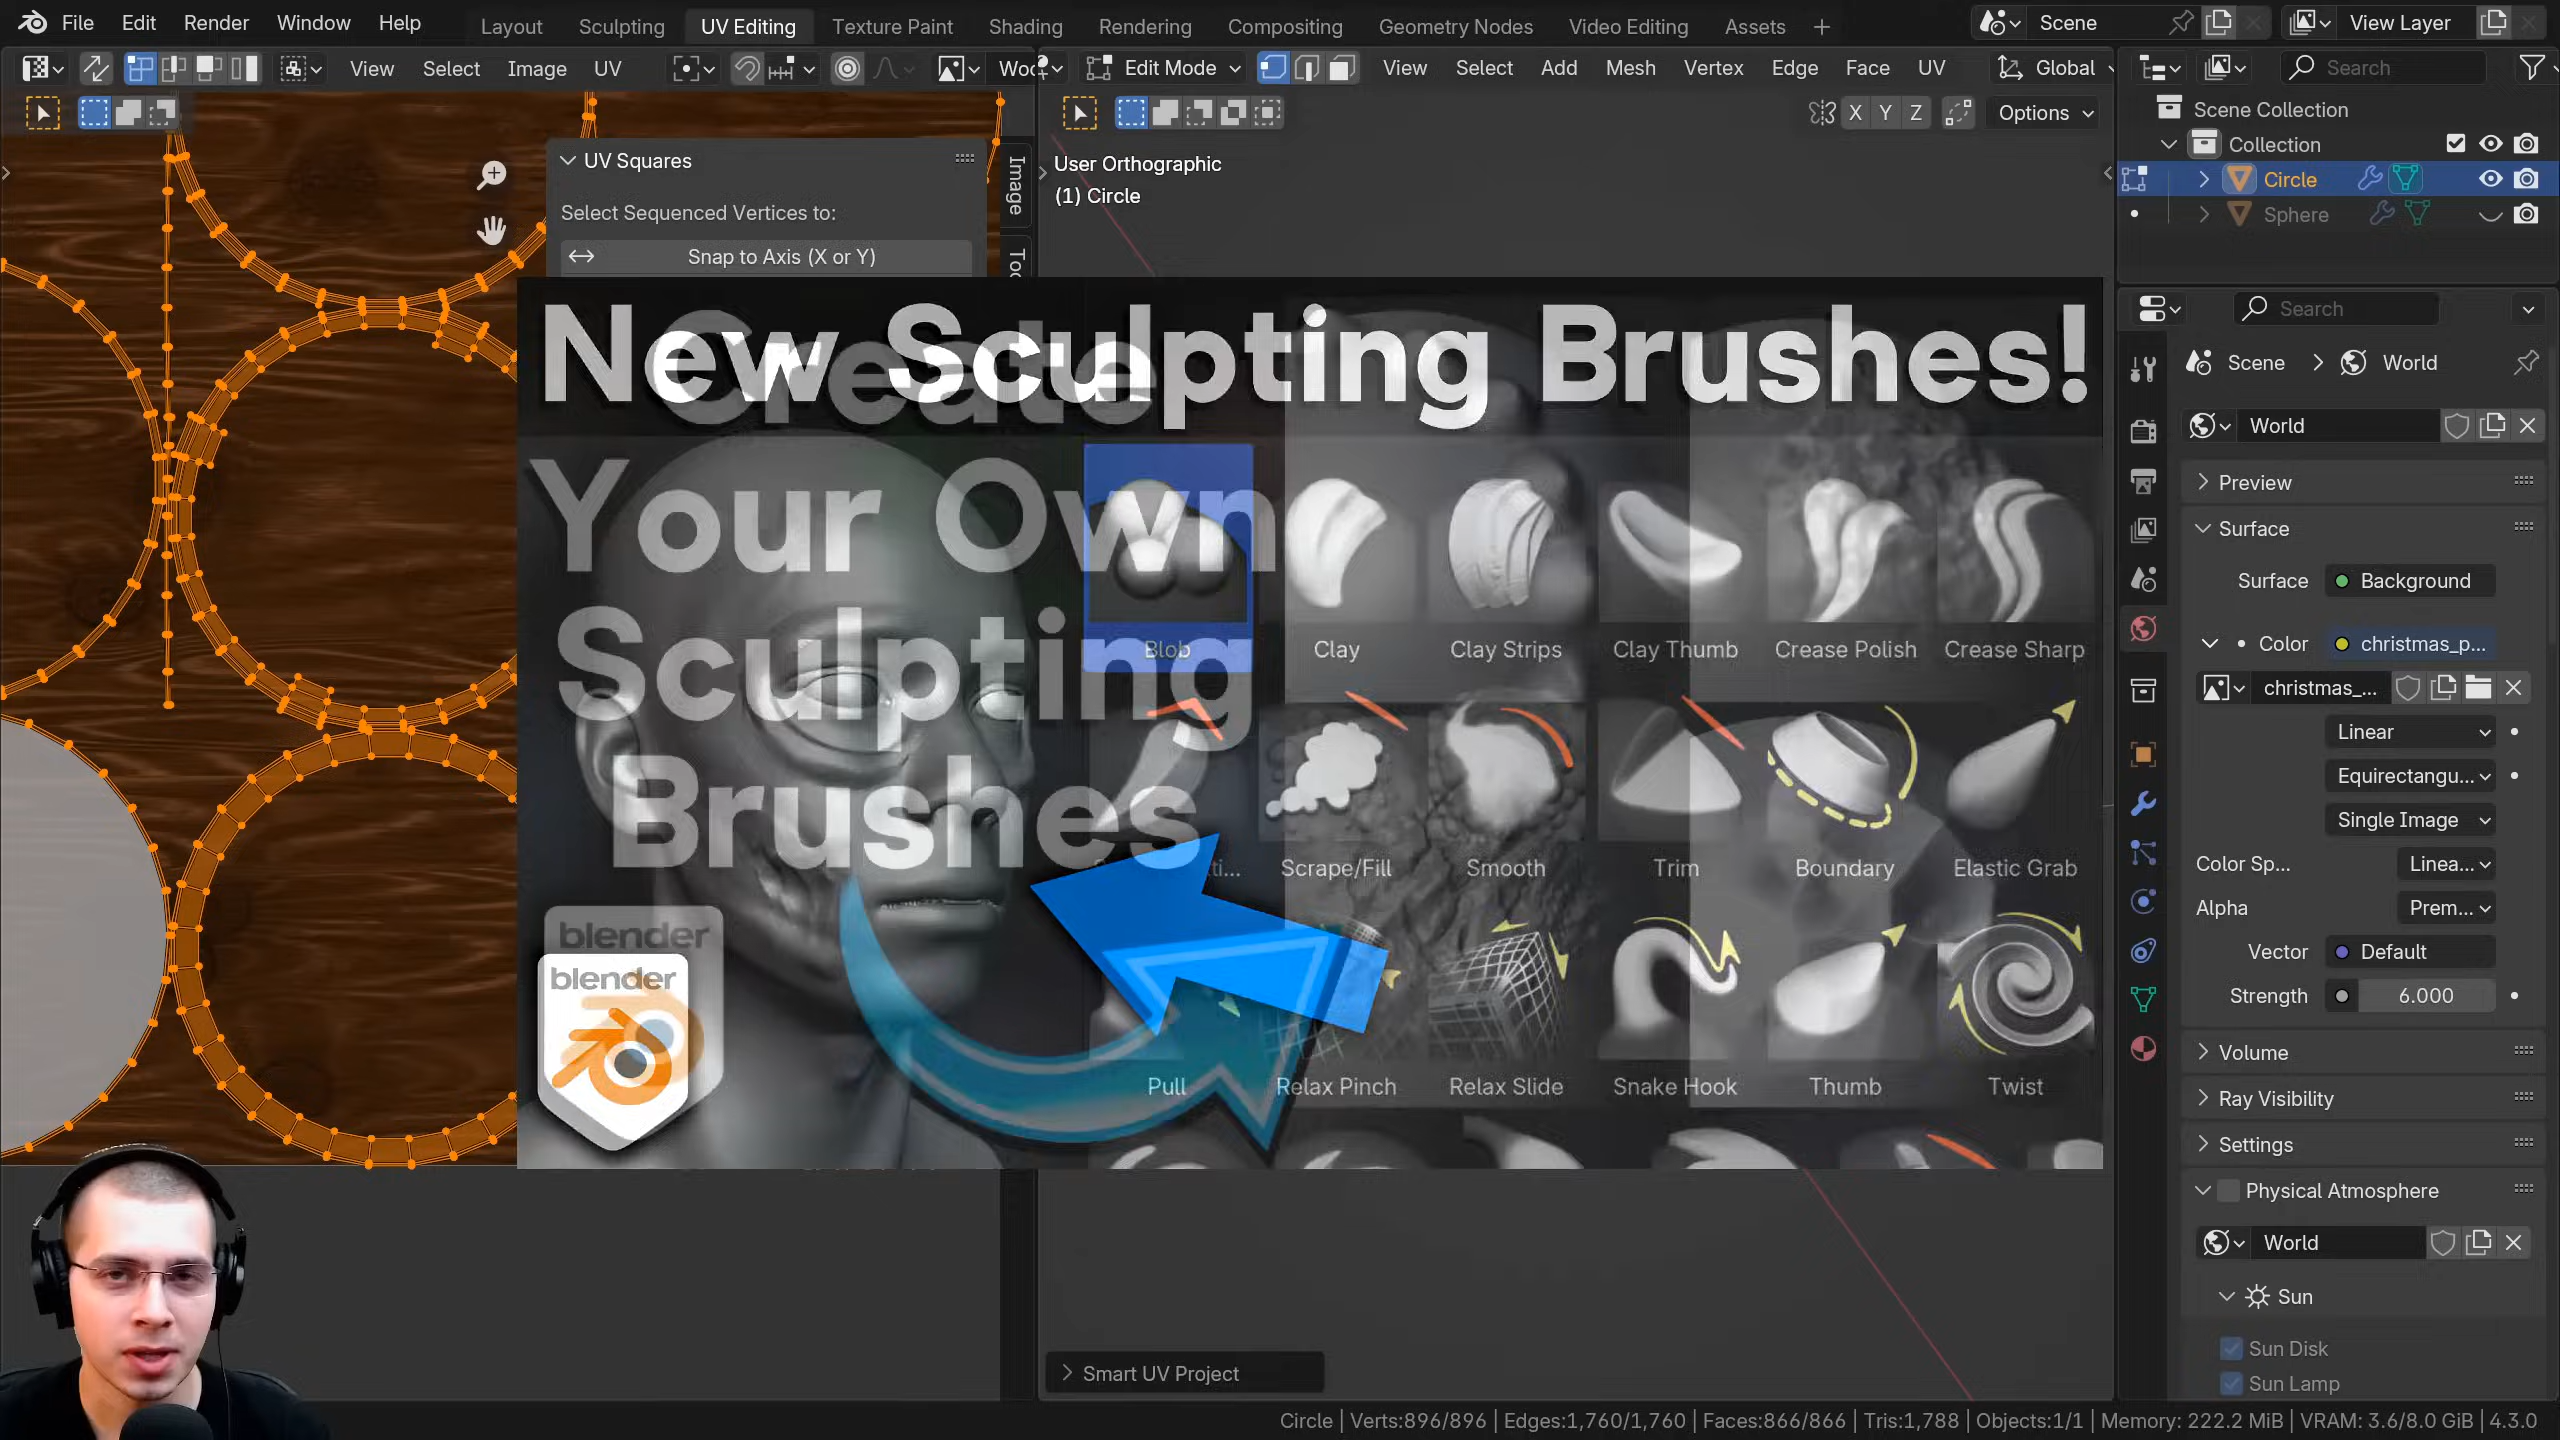 File Edit Render Window Help Layout Sculpting UV Editing Texture Paint Shading Rendering Compositing Geometry Nodes Video Editing Assets + Scene View Layer
View Select Image UV Edit Mode View Select Add Mesh Vertex Edge Face UV Global Search
X Y Z Options
Scene Collection
Collection
Circle
Sphere
UV Squares
Select Sequenced Vertices to:
Snap to Axis (X or Y)
Image
User Orthographic
(1) Circle
New Sculpting Brushes!
Create
Your Own
Sculpting
Brushes
Blob Clay Clay Strips Clay Thumb Crease Polish Crease Sharp
Scrape/Fill Smooth Trim Boundary Elastic Grab
Pull Relax Pinch Relax Slide Snake Hook Thumb Twist
blender
blender
Smart UV Project
Search
Scene > World
World
Preview
Surface
Surface Background
Color christmas_p...
christmas_...
Linear
Equirectangu...
Single Image
Color Sp... Linea...
Alpha Prem...
Vector Default
Strength 6.000
Volume
Ray Visibility
Settings
Physical Atmosphere
World
Sun
Sun Disk
Sun Lamp
Circle | Verts:896/896 | Edges:1,760/1,760 | Faces:866/866 | Tris:1,788 | Objects:1/1 | Memory: 222.2 MiB | VRAM: 3.6/8.0 GiB | 4.3.0